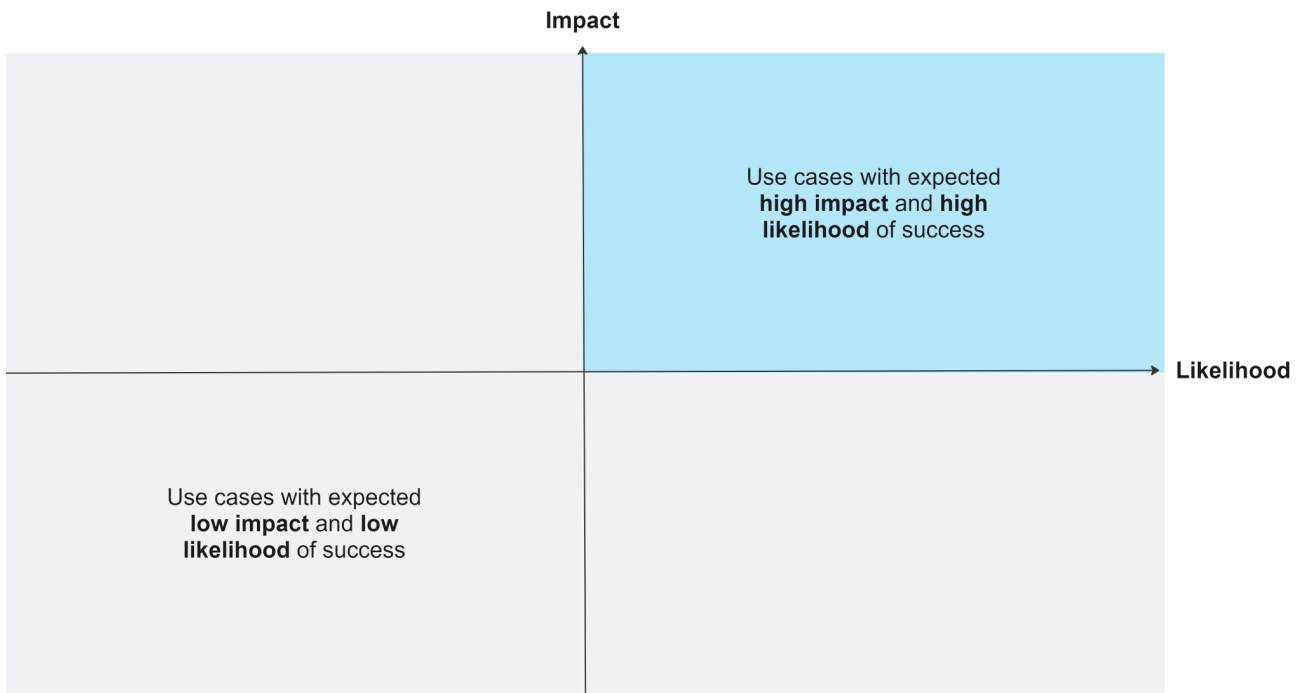 Impact
Use cases with expected
high impact and high
likelihood of success
Likelihood
Use cases with expected
low impact and low
likelihood of success